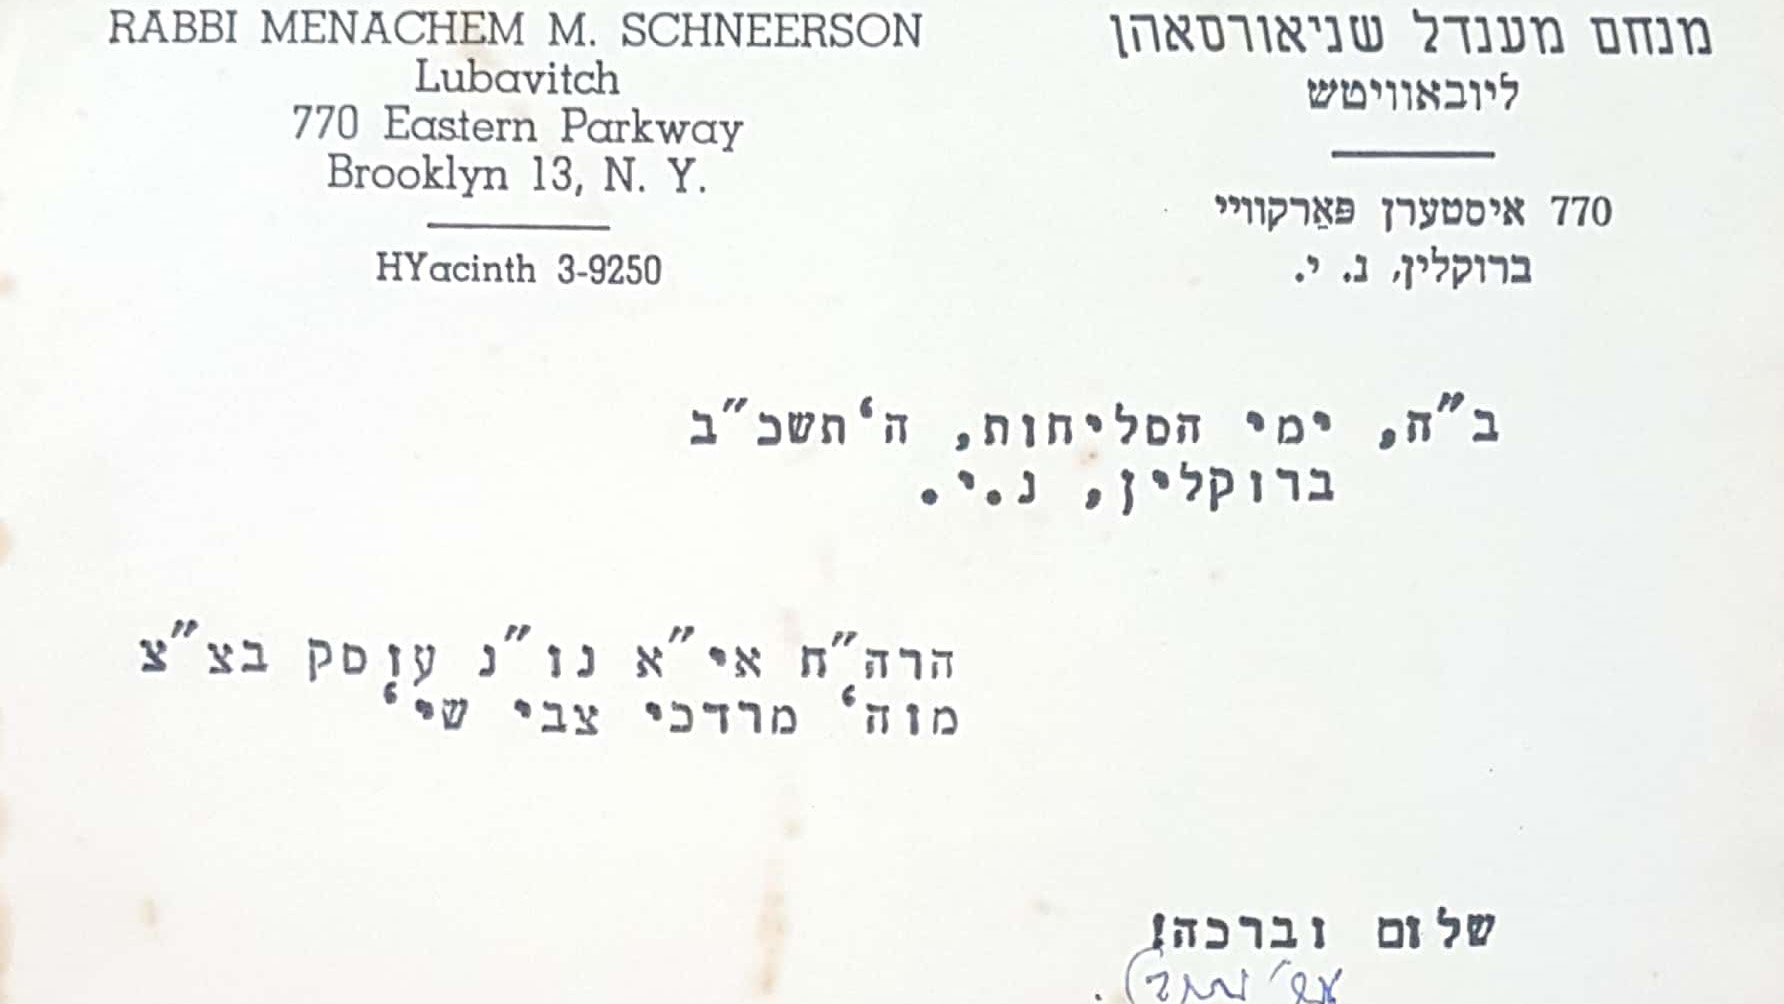 RABBI MENACHEM M. SCHNEERSON
Lubavitch
770 Eastern Parkway
Brooklyn 13, N. Y.
HYacinth 3-9250
מנחם מענדל שניאורסאהן
ליובאוויטש
770 איסטערן פּאַרקוויי
ברוקלין, נ. י.
ב"ה, ימי הסליחות, ה'תשכ"ב
ברוקלין, נ.י.
הרה"ח אי"א נו"נ עוסק בצ"צ
מוה' מרדכי צבי שי'
שלום וברכה!